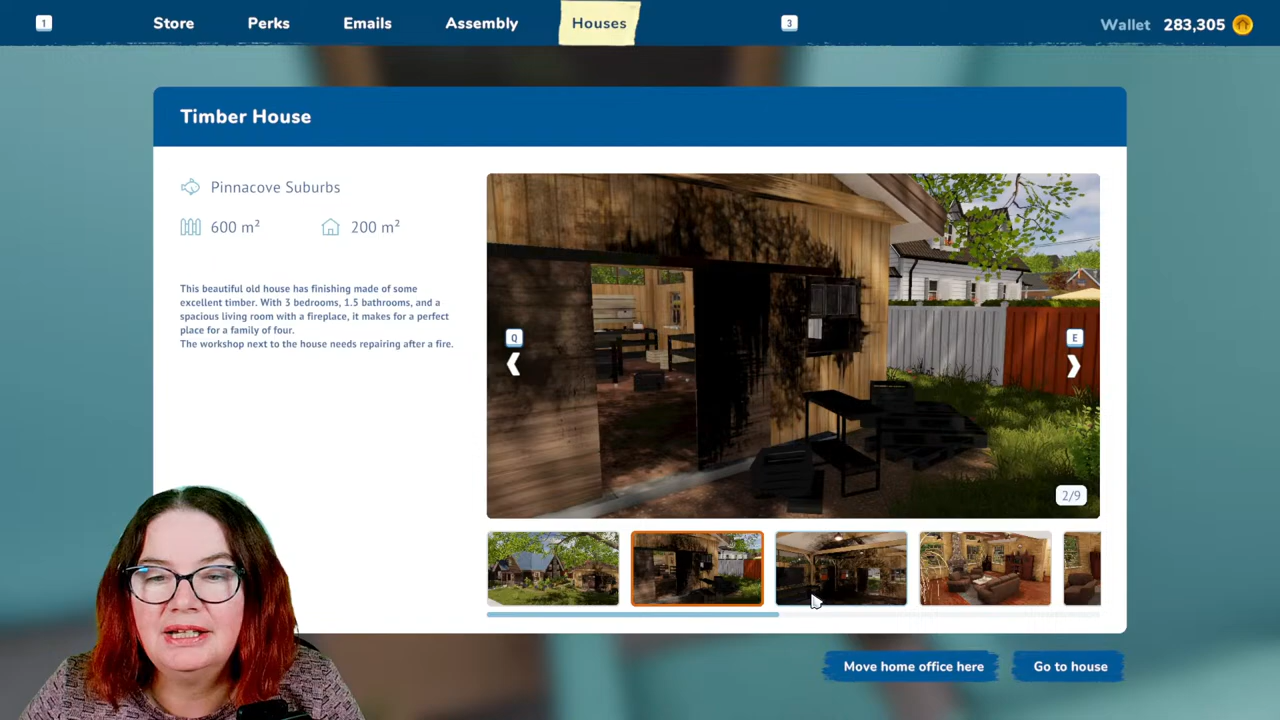 1
Store
Perks
Emails
Assembly
Houses
3
Wallet 283,305
Timber House
Pinnacove Suburbs
600 m² 200 m²
This beautiful old house has finishing made of some
excellent timber. With 3 bedrooms, 1.5 bathrooms, and a
spacious living room with a fireplace, it makes for a perfect
place for a family of four.
The workshop next to the house needs repairing after a fire.
Q
E
2/9
Move home office here
Go to house